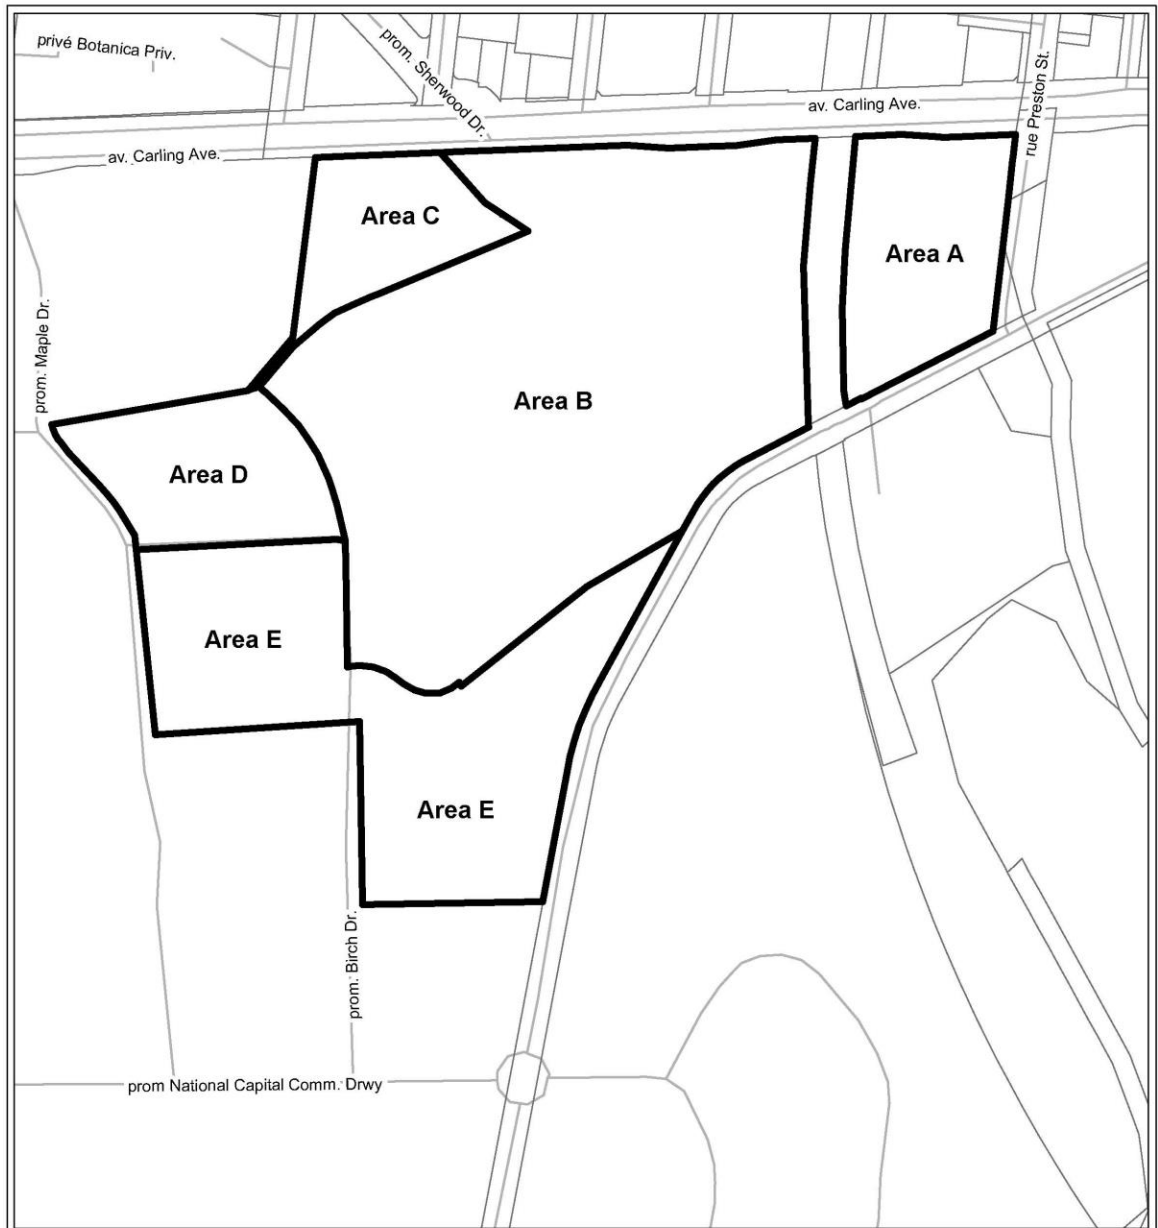 privé Botanica Priv.
prom. Sherwood Dr.
av. Carling Ave.
rue Preston St.
av. Carling Ave.
Area C
Area A
prom. Maple Dr.
Area B
Area D
Area E
Area E
prom. Birch Dr.
prom National Capital Comm. Drwy